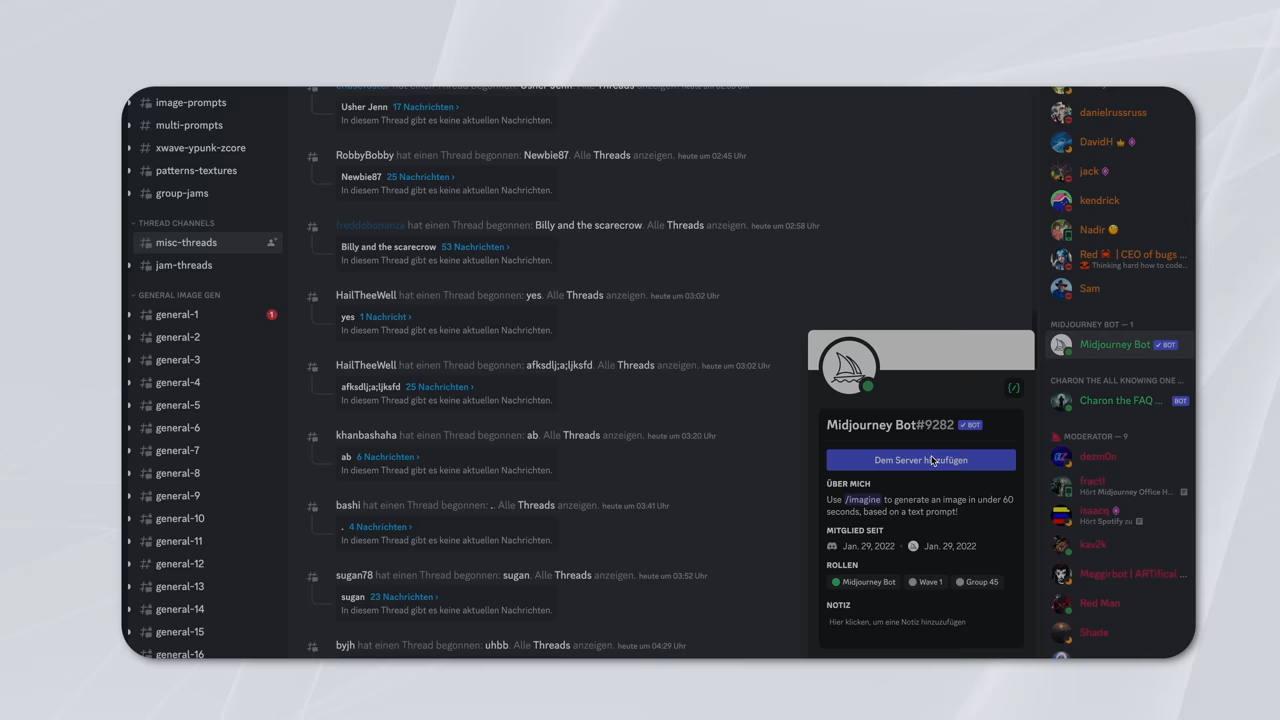 image-prompts
multi-prompts
xwave-ypunk-zcore
patterns-textures
group-jams
THREAD CHANNELS
misc-threads
jam-threads
GENERAL IMAGE GEN
general-1
1
general-2
general-3
general-4
general-5
general-6
general-7
general-8
general-9
general-10
general-11
general-12
general-13
general-14
general-15
general-16
Usher Jenn 17 Nachrichten ›
In diesem Thread gibt es keine aktuellen Nachrichten.
RobbyBobby hat einen Thread begonnen: Newbie87. Alle Threads anzeigen. heute um 02:45 Uhr
Newbie87 25 Nachrichten ›
In diesem Thread gibt es keine aktuellen Nachrichten.
freddobonanza hat einen Thread begonnen: Billy and the scarecrow. Alle Threads anzeigen. heute um 02:58 Uhr
Billy and the scarecrow 53 Nachrichten ›
In diesem Thread gibt es keine aktuellen Nachrichten.
HailTheeWell hat einen Thread begonnen: yes. Alle Threads anzeigen. heute um 03:02 Uhr
yes 1 Nachricht ›
In diesem Thread gibt es keine aktuellen Nachrichten.
HailTheeWell hat einen Thread begonnen: afksdlj;a;ljksfd. Alle Threads anzeigen. heute um 03:02 Uhr
afksdlj;a;ljksfd 25 Nachrichten ›
In diesem Thread gibt es keine aktuellen Nachrichten.
khanbashaha hat einen Thread begonnen: ab. Alle Threads anzeigen. heute um 03:20 Uhr
ab 6 Nachrichten ›
In diesem Thread gibt es keine aktuellen Nachrichten.
bashi hat einen Thread begonnen: .. Alle Threads anzeigen. heute um 03:41 Uhr
. 4 Nachrichten ›
In diesem Thread gibt es keine aktuellen Nachrichten.
sugan78 hat einen Thread begonnen: sugan. Alle Threads anzeigen. heute um 03:52 Uhr
sugan 23 Nachrichten ›
In diesem Thread gibt es keine aktuellen Nachrichten.
byjh hat einen Thread begonnen: uhbb. Alle Threads anzeigen. heute um 04:29 Uhr
Midjourney Bot#9282 ✓ BOT
Dem Server hinzufügen
ÜBER MICH
Use /imagine to generate an image in under 60
seconds, based on a text prompt!
MITGLIED SEIT
Jan. 29, 2022 • Jan. 29, 2022
ROLLEN
Midjourney Bot Wave 1 Group 45
NOTIZ
Hier klicken, um eine Notiz hinzufügen
danielrussruss
DavidH
jack
kendrick
Nadir
Red | CEO of bugs ...
Thinking hard how to code...
Sam
MIDJOURNEY BOT — 1
Midjourney Bot ✓ BOT
CHARON THE ALL KNOWING ONE ...
Charon the FAQ ... BOT
MODERATOR — 9
dezm0n
fract!
Hört Midjourney Office H...
isaacq
Hört Spotify zu
kav2k
Meggirbot | ARTifical ...
Red Man
Shade